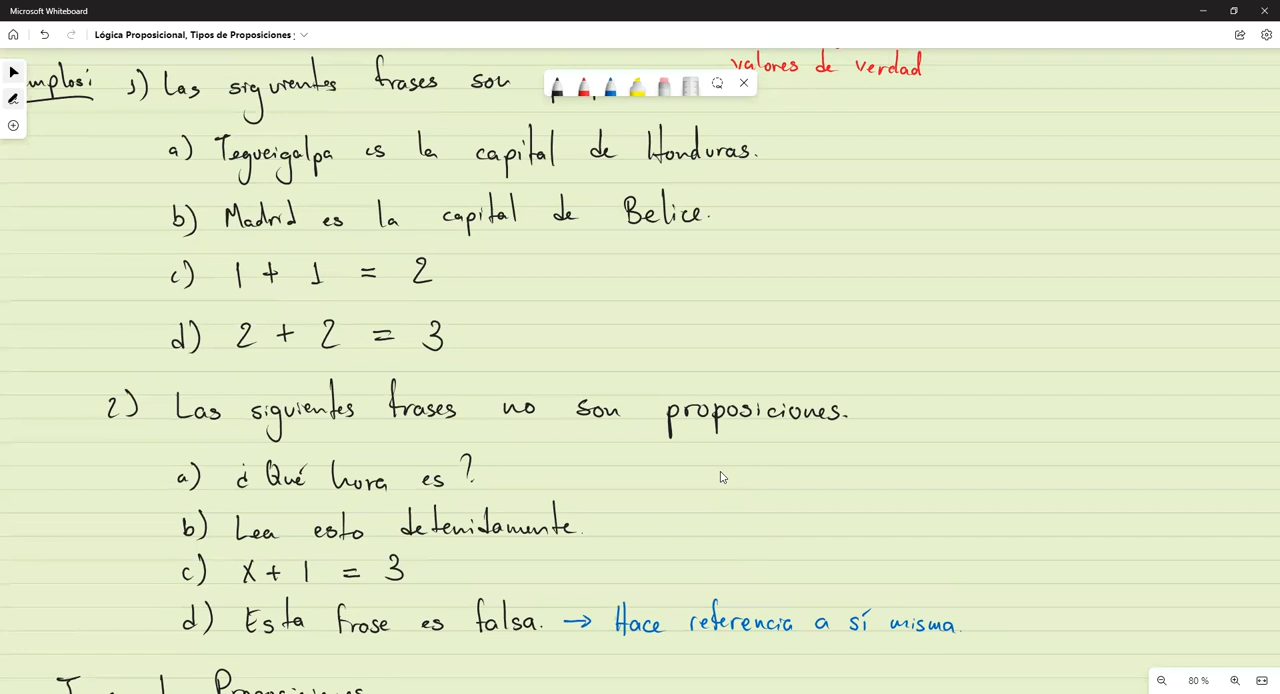 Microsoft Whiteboard
Lógica Proposicional, Tipos de Proposiciones
valores de verdad
1) Las siguientes frases son
a) Tegucigalpa es la capital de Honduras.
b) Madrid es la capital de Belice.
c) 1 + 1 = 2
d) 2 + 2 = 3
2) Las siguientes frases no son proposiciones.
a) ¿Qué hora es?
b) Lea esto detenidamente.
c) x + 1 = 3
d) Esta frase es falsa. → Hace referencia a sí misma.
Proposiciones
80 %